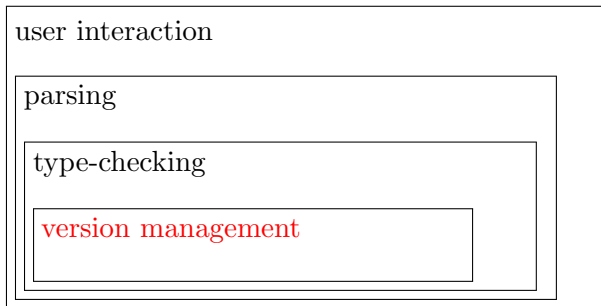 user interaction
parsing
type-checking
version management